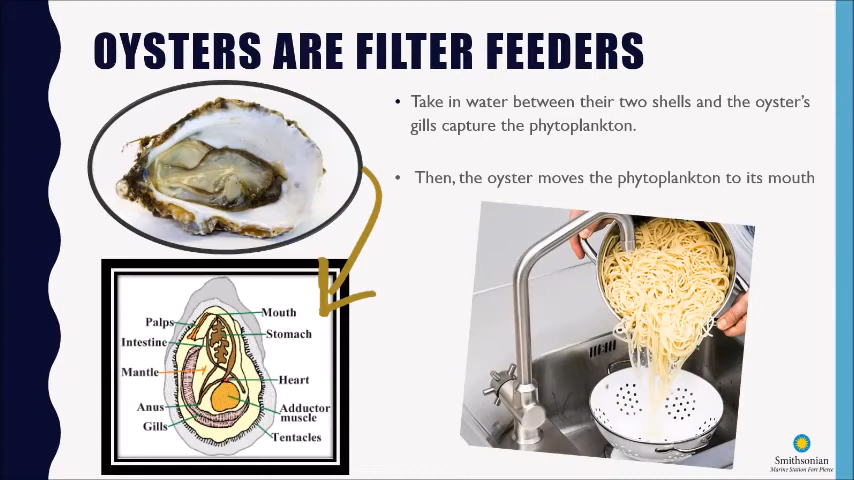 OYSTERS ARE FILTER FEEDERS
• Take in water between their two shells and the oyster's
gills capture the phytoplankton.
• Then, the oyster moves the phytoplankton to its mouth
Mouth
Palps
Stomach
Intestine
Mantle
Heart
Anus
Adductor
muscle
Gills
Tentacles
Smithsonian
Marine Station Fort Pierce